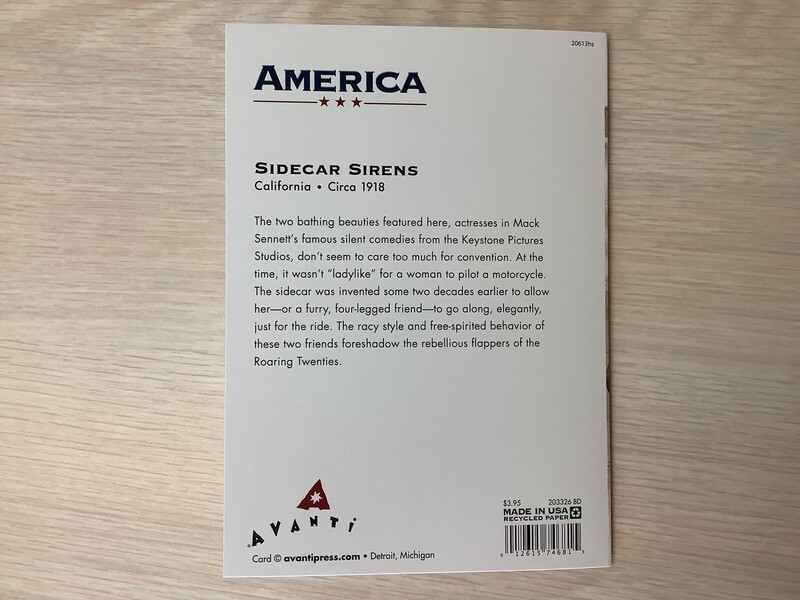 20613hs
AMERICA
SIDECAR SIRENS
California • Circa 1918
The two bathing beauties featured here, actresses in Mack
Sennett's famous silent comedies from the Keystone Pictures
Studios, don't seem to care too much for convention. At the
time, it wasn't "ladylike" for a woman to pilot a motorcycle.
The sidecar was invented some two decades earlier to allow
her—or a furry, four-legged friend—to go along, elegantly,
just for the ride. The racy style and free-spirited behavior of
these two friends foreshadow the rebellious flappers of the
Roaring Twenties.
AVANTI
Card © avantipress.com • Detroit, Michigan
$3.95 203326 BD
MADE IN USA
RECYCLED PAPER
0 12615 74681 5